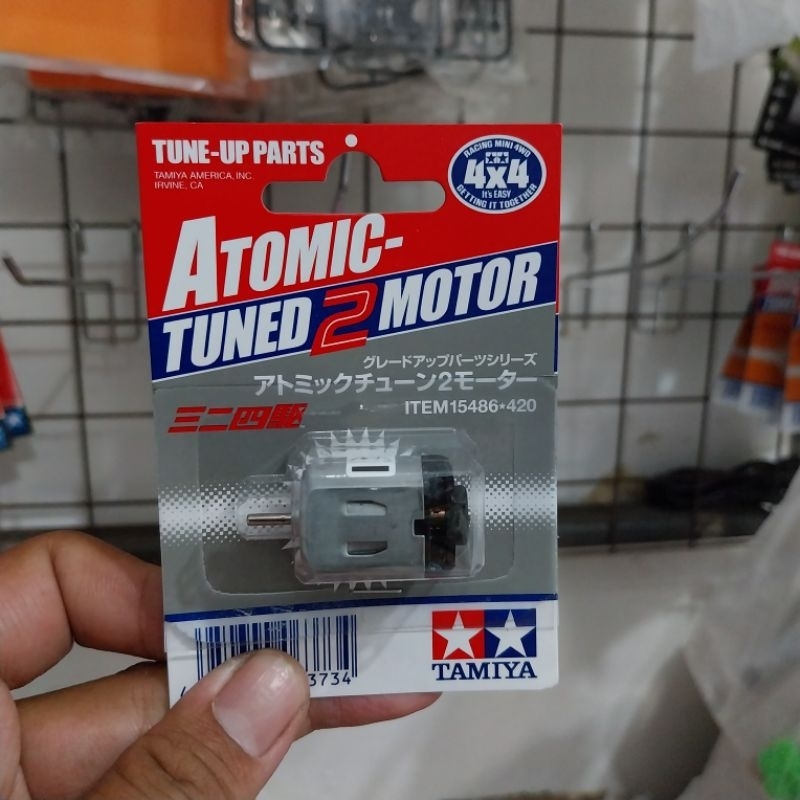 TUNE-UP PARTS
TAMIYA AMERICA, INC.
IRVINE, CA
RACING MINI 4WD
4x4
It's EASY
GETTING IT TOGETHER
ATOMIC-
TUNED 2 MOTOR
グレードアップパーツシリーズ
アトミックチューン2モーター
ITEM15486★420
ミニ四駆
3734
TAMIYA